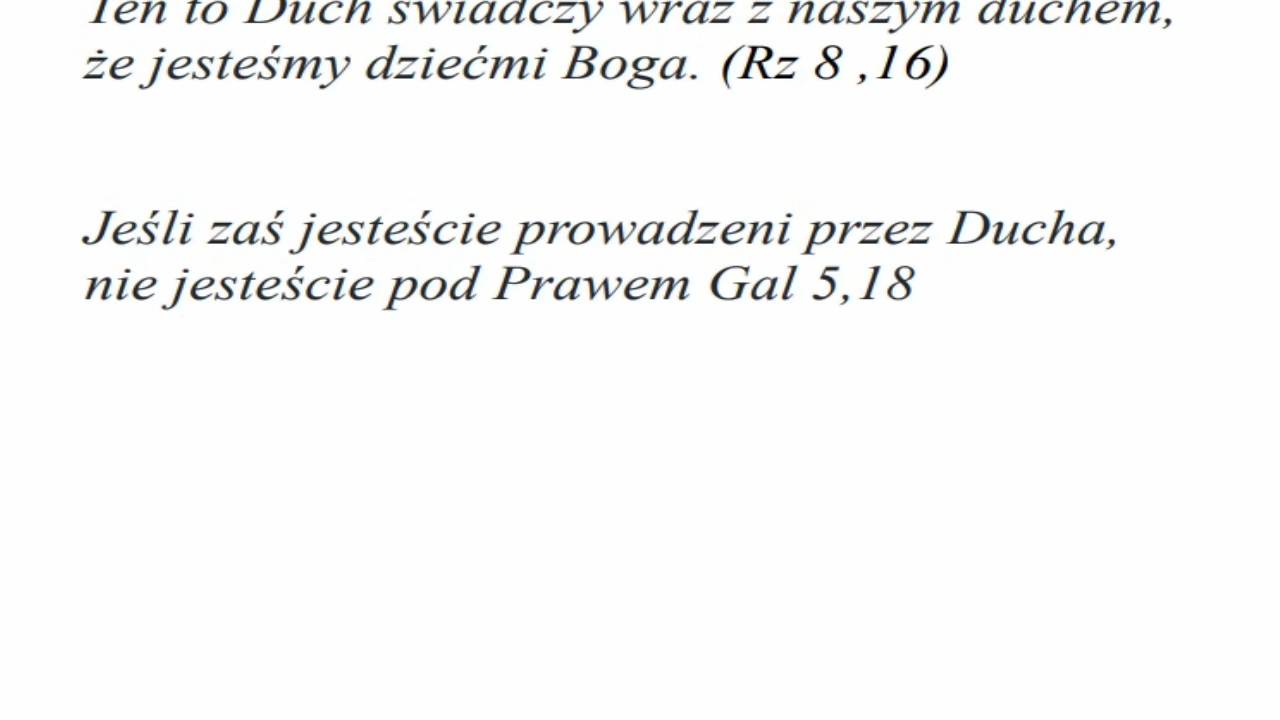 Ten to Duch świadczy wraz z naszym duchem,
że jesteśmy dziećmi Boga. (Rz 8 ,16)
Jeśli zaś jesteście prowadzeni przez Ducha,
nie jesteście pod Prawem Gal 5,18